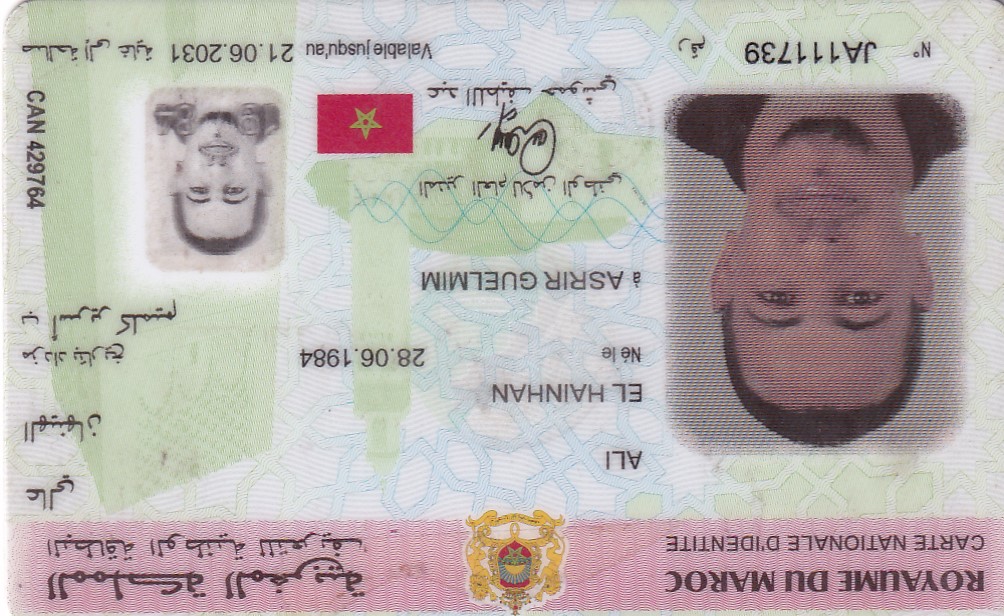 ROYAUME DU MAROC
المملكة المغربية
CARTE NATIONALE D'IDENTITE
البطاقة الوطنية للتعريف
عالي
ALI
الهينهان
EL HAINHAN
Né le 28.06.1984 مزداد بتاريخ
ب أسرير كلميم
à ASRIR GUELMIM
المدير العام للأمن الوطني
عبد اللطيف حموشي
CAN 429764
N° JA111739 رقم
Valable jusqu'au 21.06.2031 صالحة إلى غاية